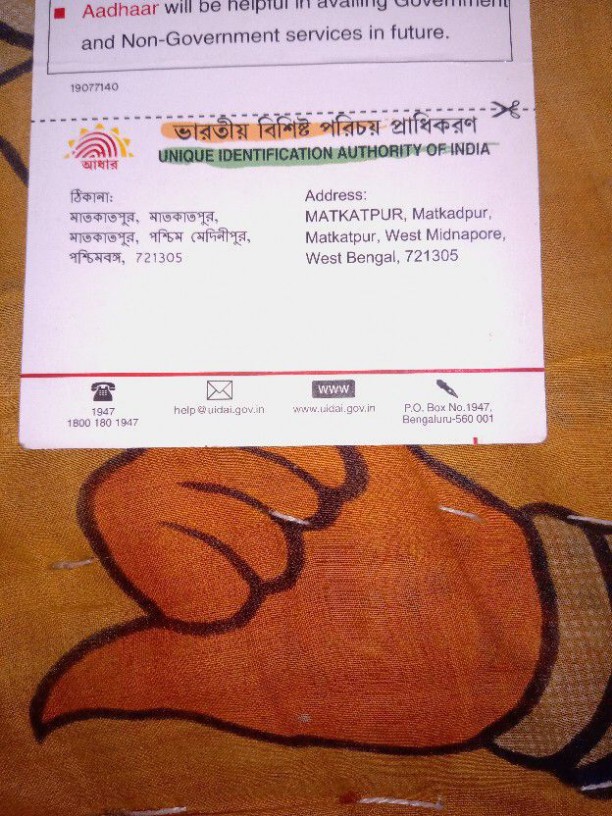 Aadhaar will be helpful in availing Government
and Non-Government services in future.
19077140
ভারতীয় বিশিষ্ট পরিচয় প্রাধিকরণ
আধার
UNIQUE IDENTIFICATION AUTHORITY OF INDIA
ঠিকানা:
মাতকাতপুর, মাতকাতপুর,
মাতকাতপুর, পশ্চিম মেদিনীপুর,
পশ্চিমবঙ্গ, 721305
Address:
MATKATPUR, Matkadpur,
Matkatpur, West Midnapore,
West Bengal, 721305
1947
1800 180 1947
help@uidai.gov.in
www
www.uidai.gov.in
P.O. Box No.1947,
Bengaluru-560 001